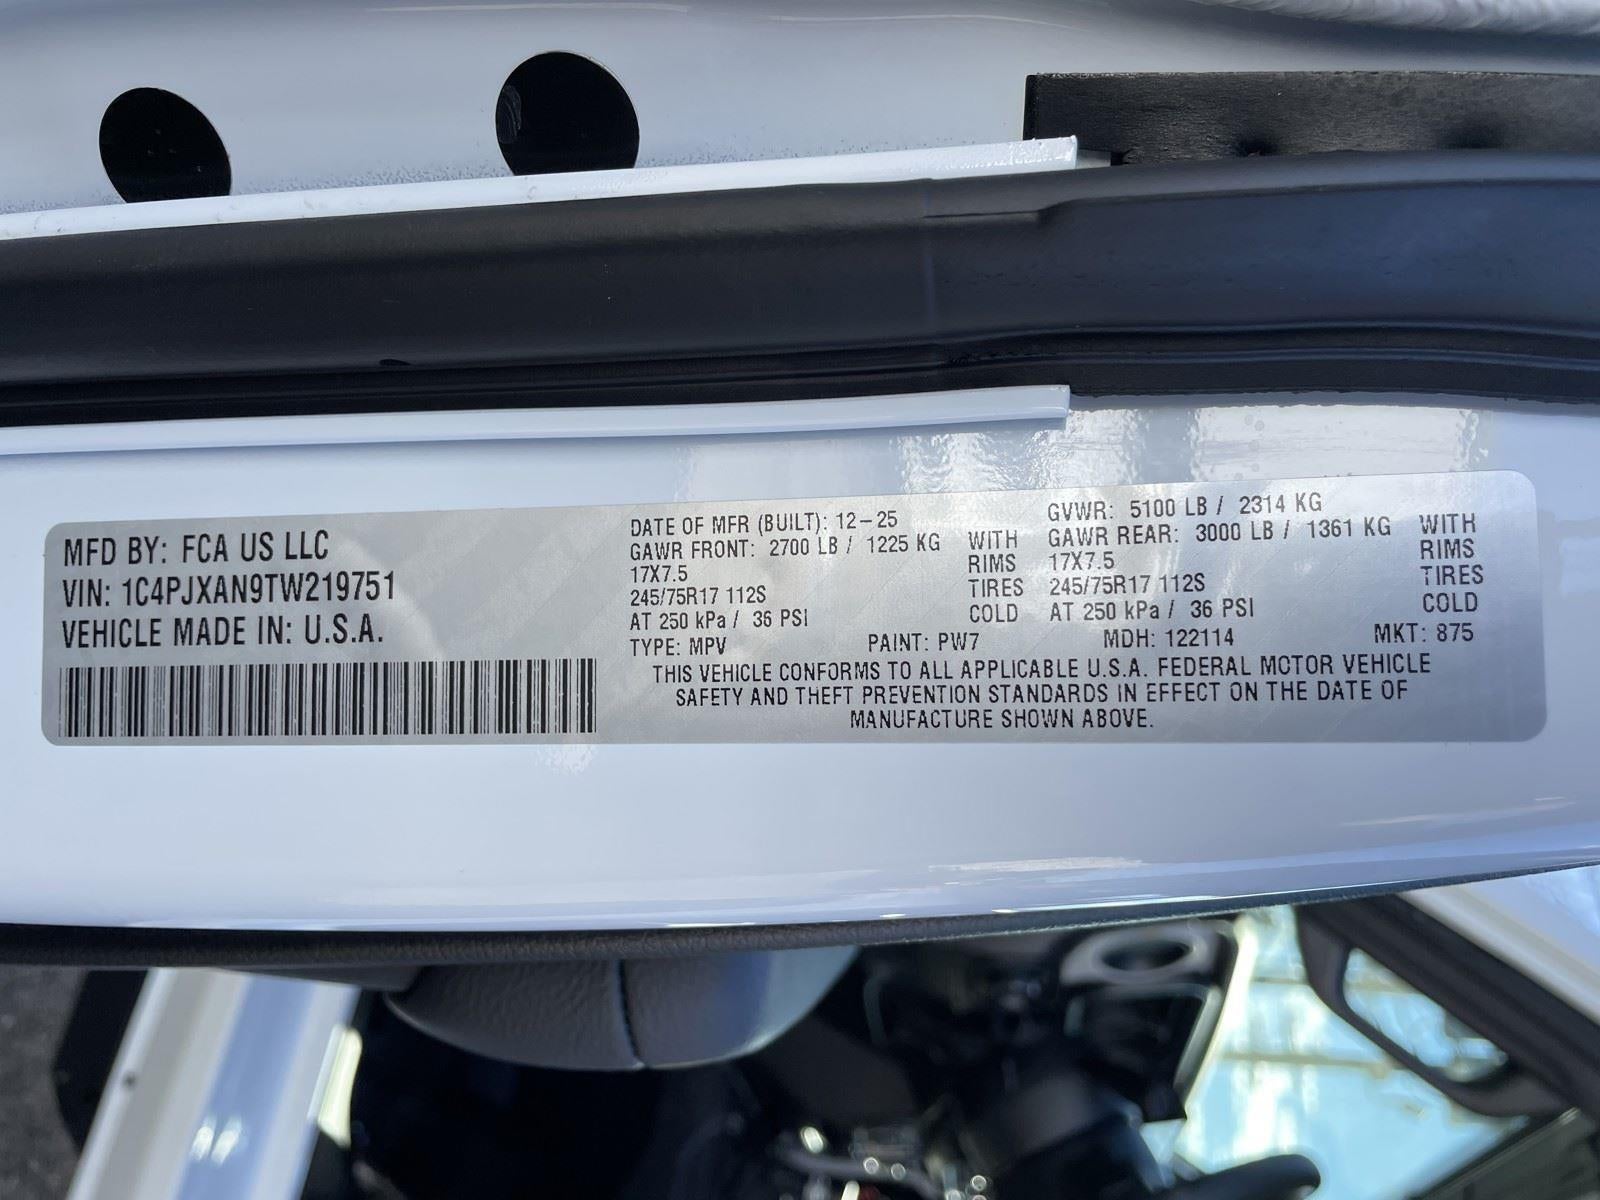 MFD BY: FCA US LLC
VIN: 1C4PJXAN9TW219751
VEHICLE MADE IN: U.S.A.
DATE OF MFR (BUILT): 12-25
GAWR FRONT: 2700 LB / 1225 KG WITH
17X7.5 RIMS
245/75R17 112S TIRES
AT 250 kPa / 36 PSI COLD
GVWR: 5100 LB / 2314 KG
GAWR REAR: 3000 LB / 1361 KG WITH
17X7.5 RIMS
245/75R17 112S TIRES
AT 250 kPa / 36 PSI COLD
TYPE: MPV PAINT: PW7 MDH: 122114 MKT: 875
THIS VEHICLE CONFORMS TO ALL APPLICABLE U.S.A. FEDERAL MOTOR VEHICLE
SAFETY AND THEFT PREVENTION STANDARDS IN EFFECT ON THE DATE OF
MANUFACTURE SHOWN ABOVE.